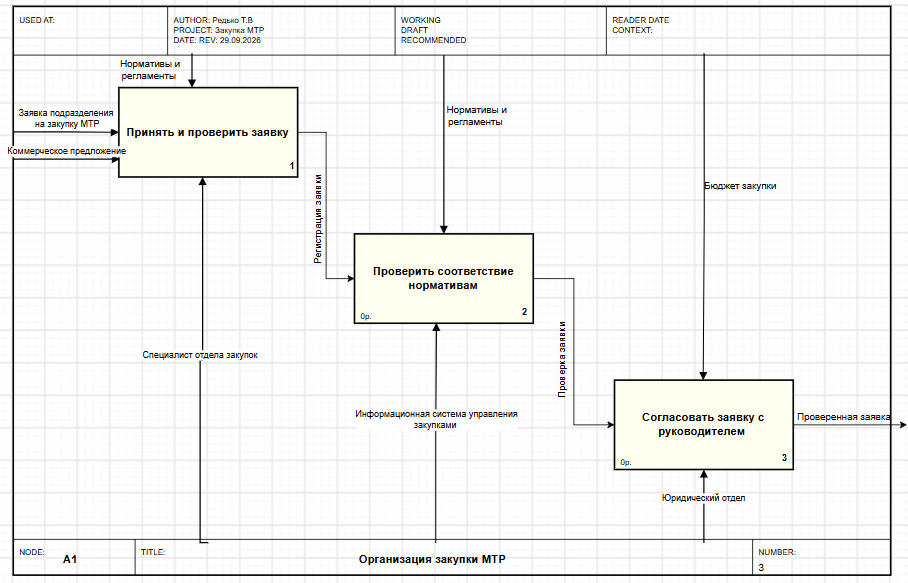 USED AT:
AUTHOR: Редько Т.В
PROJECT: Закупка МТР
DATE: REV: 29.09.2026
WORKING
DRAFT
RECOMMENDED
READER DATE
CONTEXT:
Нормативы и
регламенты
Заявка подразделения
на закупку МТР
Коммерческое предложение
Принять и проверить заявку
1
Регистрация заявки
Нормативы и
регламенты
Бюджет закупки
Проверить соответствие
нормативам
0р.
2
Специалист отдела закупок
Проверка заявки
Информационная система управления
закупками
Согласовать заявку с
руководителем
0р.
3
Проверенная заявка
Юридический отдел
NODE:
A1
TITLE:
Организация закупки МТР
NUMBER:
3